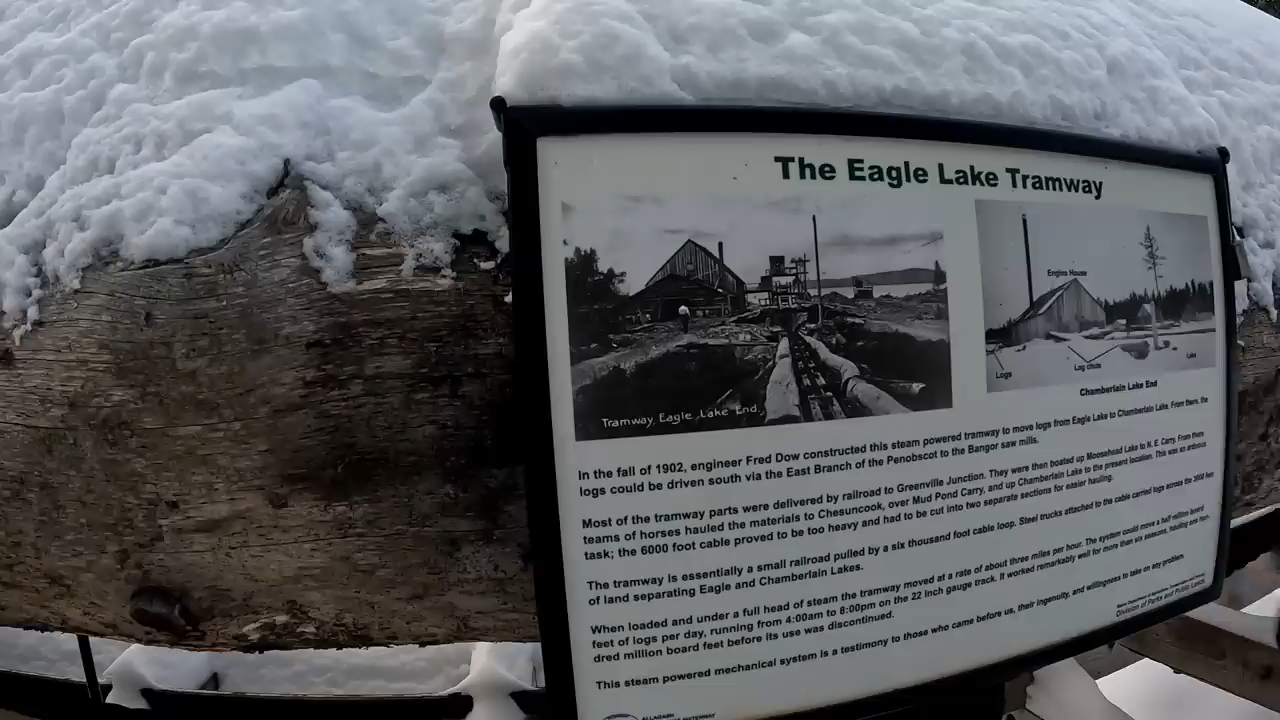 The Eagle Lake Tramway
Tramway, Eagle Lake End.
Engine House
Logs
Log chute
Lake
Chamberlain Lake End
In the fall of 1902, engineer Fred Dow constructed this steam powered tramway to move logs from Eagle Lake to Chamberlain Lake. From there, the
logs could be driven south via the East Branch of the Penobscot to the Bangor saw mills.
Most of the tramway parts were delivered by railroad to Greenville Junction. They were then boated up Moosehead Lake to N. E. Carry. From there
teams of horses hauled the materials to Chesuncook, over Mud Pond Carry, and up Chamberlain Lake to the present location. This was an arduous
task; the 6000 foot cable proved to be too heavy and had to be cut into two separate sections for easier hauling.
The tramway is essentially a small railroad pulled by a six thousand foot cable loop. Steel trucks attached to the cable carried logs across the 3000 feet
of land separating Eagle and Chamberlain Lakes.
When loaded and under a full head of steam the tramway moved at a rate of about three miles per hour. The system could move a half million board
feet of logs per day, running from 4:00am to 8:00pm on the 22 inch gauge track. It worked remarkably well for more than six seasons, hauling one hun-
dred million board feet before its use was discontinued.
This steam powered mechanical system is a testimony to those who came before us, their ingenuity, and willingness to take on any problem.
Division of Parks and Public Lands
ALLAGASH